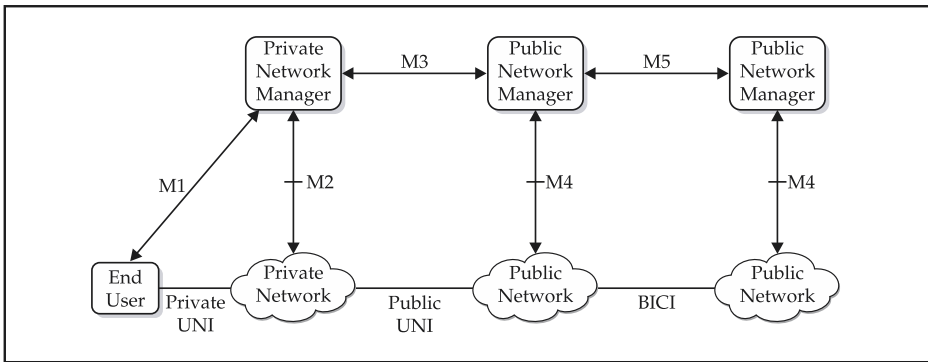 Private
Network
Manager
M3
Public
Network
Manager
M5
Public
Network
Manager
M1
M2
M4
M4
End
User
Private
UNI
Private
Network
Public
UNI
Public
Network
BICI
Public
Network